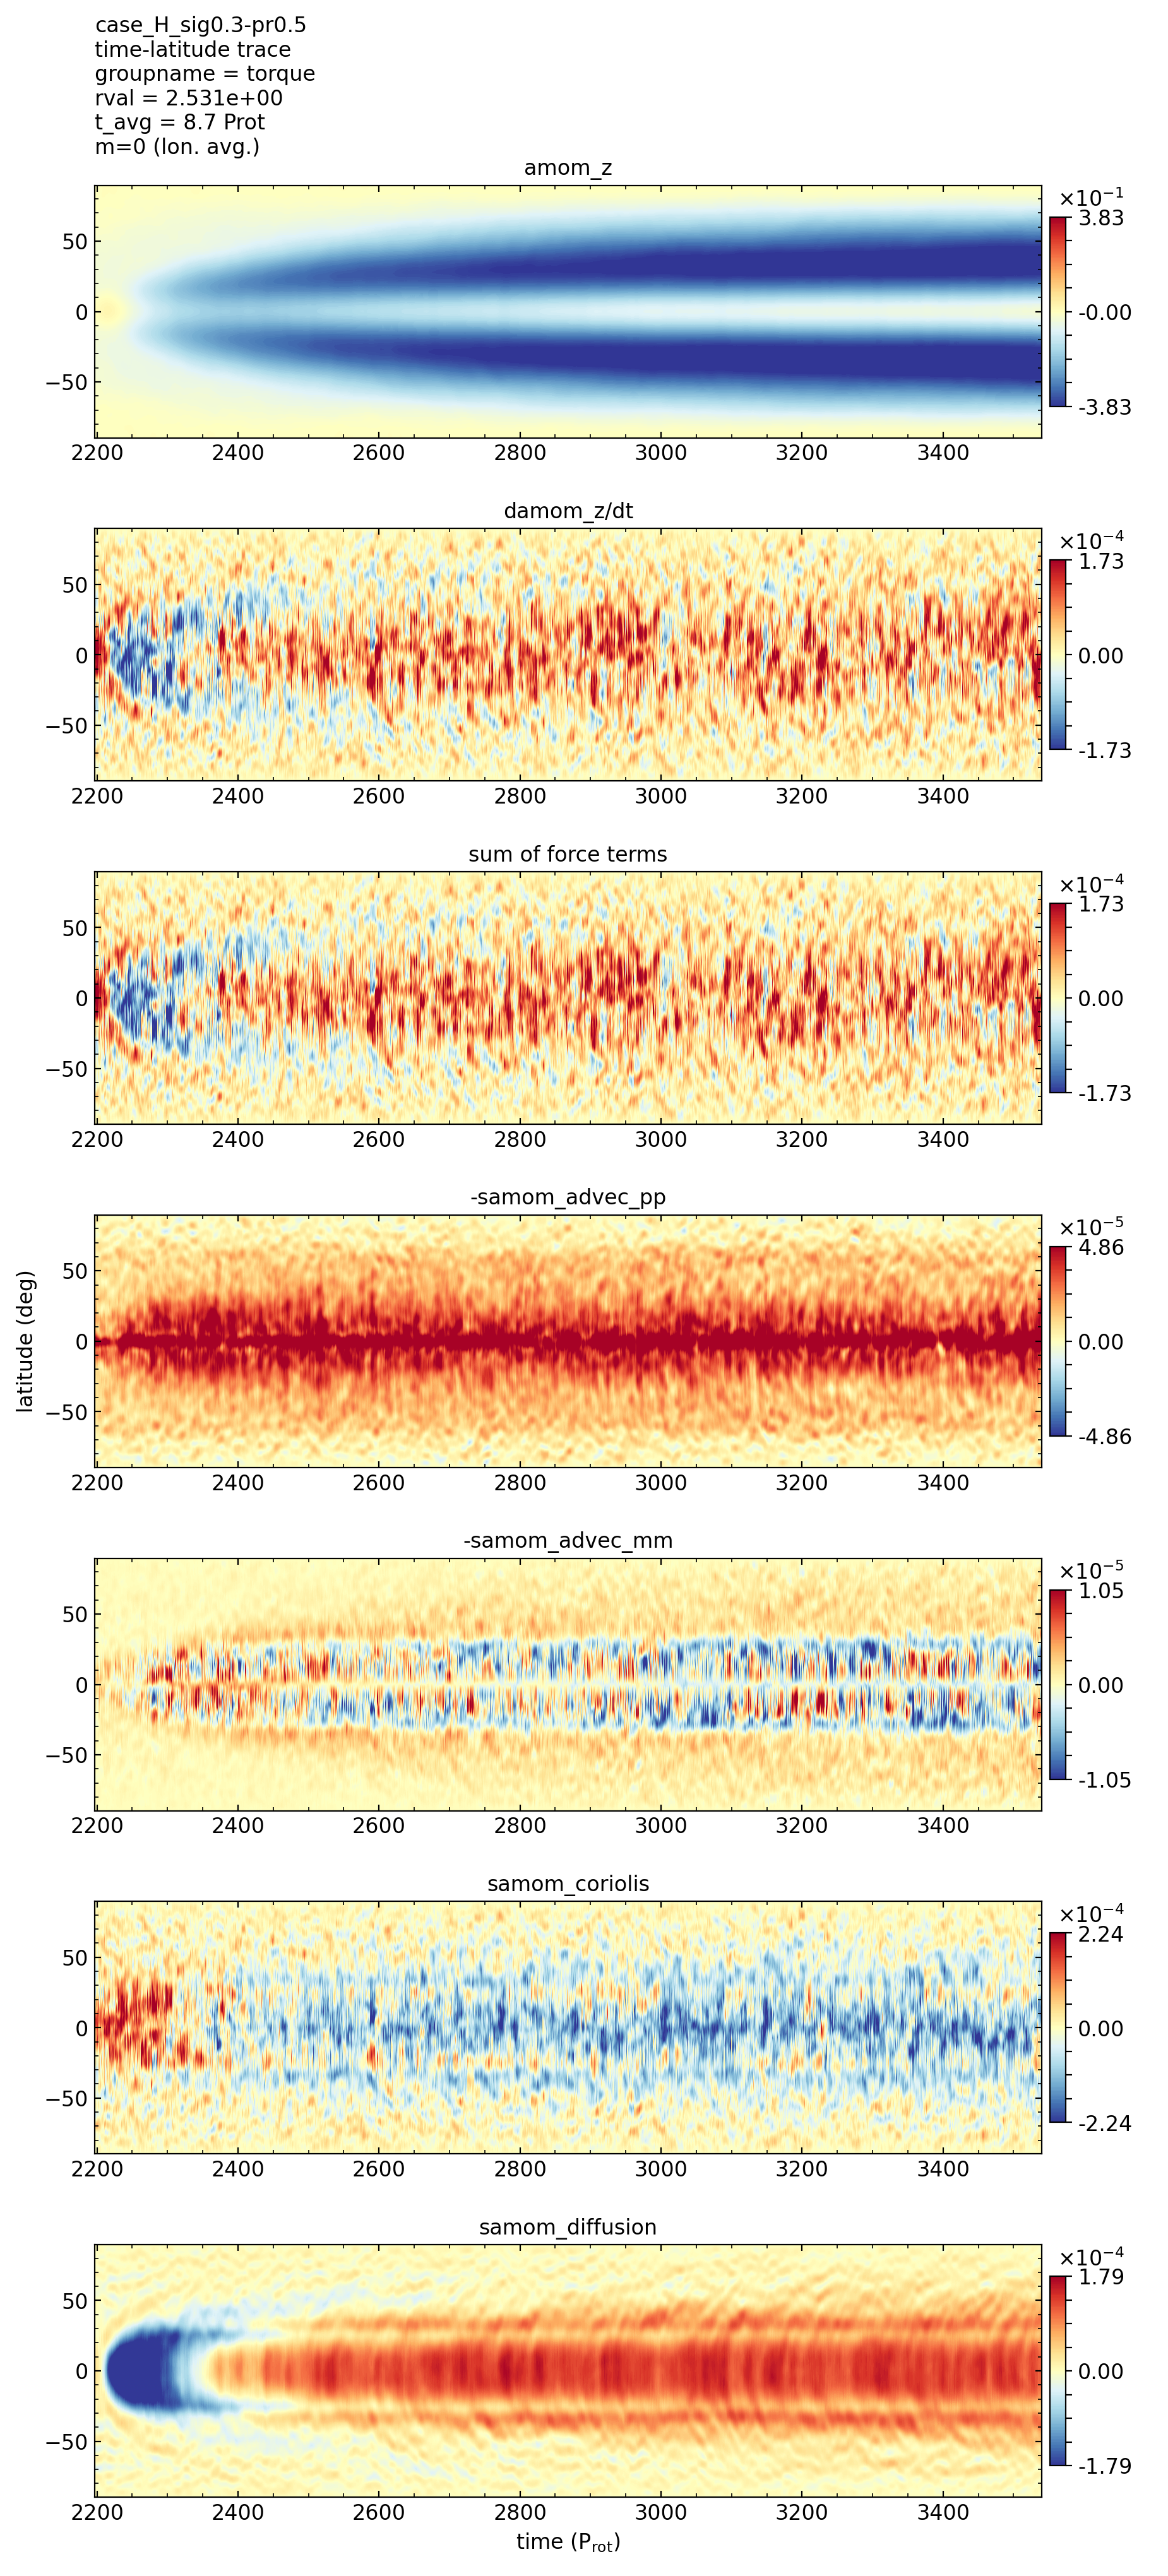 case_H_sig0.3-pr0.5
time-latitude trace
groupname = torque
rval = 2.531e+00
t_avg = 8.7 Prot
m=0 (lon. avg.)
amom_z
×10⁻¹
3.83
-0.00
-3.83
50
0
−50
2200 2400 2600 2800 3000 3200 3400
damom_z/dt
×10⁻⁴
1.73
0.00
-1.73
50
0
−50
2200 2400 2600 2800 3000 3200 3400
sum of force terms
×10⁻⁴
1.73
0.00
-1.73
50
0
−50
2200 2400 2600 2800 3000 3200 3400
-samom_advec_pp
×10⁻⁵
4.86
0.00
-4.86
50
0
−50
latitude (deg)
2200 2400 2600 2800 3000 3200 3400
-samom_advec_mm
×10⁻⁵
1.05
0.00
-1.05
50
0
−50
2200 2400 2600 2800 3000 3200 3400
samom_coriolis
×10⁻⁴
2.24
0.00
-2.24
50
0
−50
2200 2400 2600 2800 3000 3200 3400
samom_diffusion
×10⁻⁴
1.79
0.00
-1.79
50
0
−50
2200 2400 2600 2800 3000 3200 3400
time (P_rot)